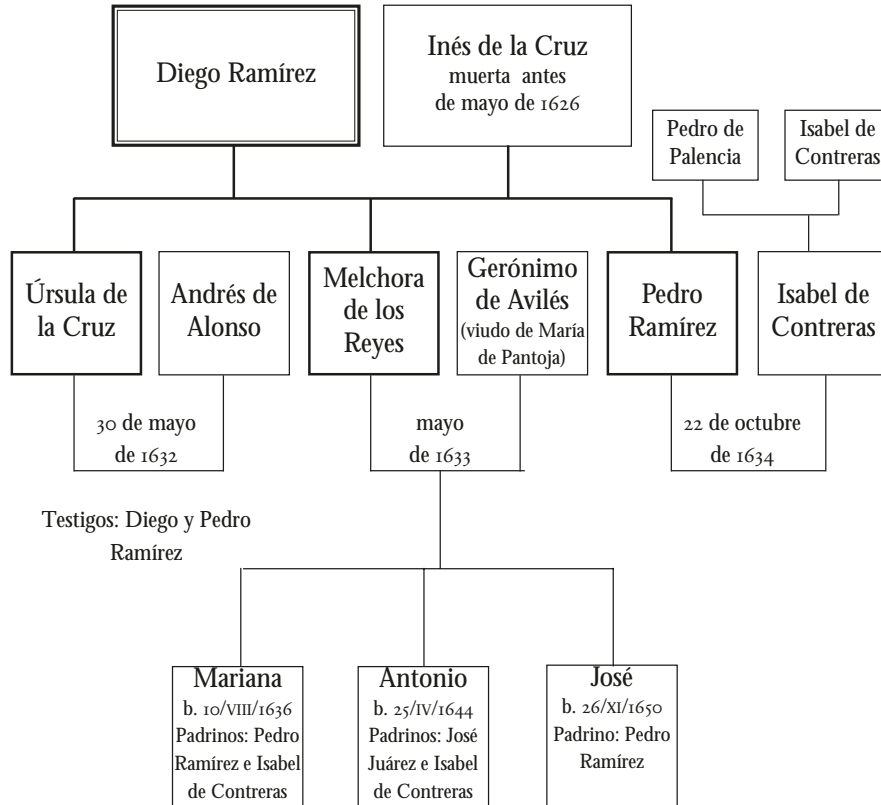 Diego Ramírez
Inés de la Cruz
muerta antes
de mayo de 1626
Pedro de
Palencia
Isabel de
Contreras
Úrsula de
la Cruz
Andrés de
Alonso
Melchora
de los
Reyes
Gerónimo
de Avilés
(viudo de María
de Pantoja)
Pedro
Ramírez
Isabel de
Contreras
30 de mayo
de 1632
mayo
de 1633
22 de octubre
de 1634
Testigos: Diego y Pedro
Ramírez
Mariana
b. 10/VIII/1636
Padrinos: Pedro
Ramírez e Isabel
de Contreras
Antonio
b. 25/IV/1644
Padrinos: José
Juárez e Isabel
de Contreras
José
b. 26/XI/1650
Padrino: Pedro
Ramírez